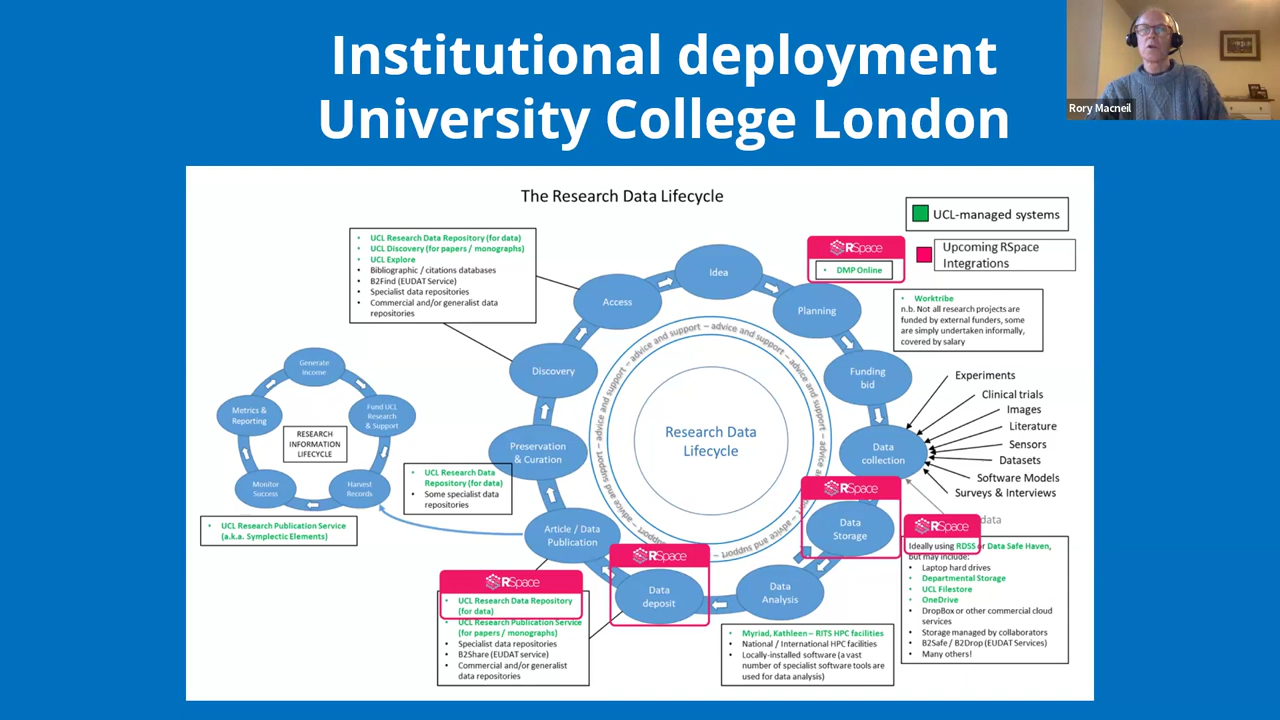 Institutional deployment
University College London
Rory Macneil
The Research Data Lifecycle
UCL-managed systems
Upcoming RSpace
Integrations
• UCL Research Data Repository (for data)
• UCL Discovery (for papers / monographs)
• UCL Explore
• Bibliographic / citations databases
• B2Find (EUDAT Service)
• Specialist data repositories
• Commercial and/or generalist data
repositories
RSpace
• DMP Online
• Worktribe
n.b. Not all research projects are
funded by external funders, some
are simply undertaken informally,
covered by salary
Idea
Planning
Funding
bid
Data
collection
Data
Storage
Data
Analysis
Data
deposit
Article / Data
Publication
Preservation
& Curation
Discovery
Access
Research Data
Lifecycle
advice and support – advice and support – advice and support – advice and support – advice a
support – advice and support – advice and support – advice and support
Experiments
Clinical trials
Images
Literature
Sensors
Datasets
Software Models
Surveys & Interviews
data
Generate
income
Fund UCL
Research
& Support
Harvest
Records
Monitor
Success
Metrics &
Reporting
RESEARCH
INFORMATION
LIFECYCLE
• UCL Research Publication Service
(a.k.a. Symplectic Elements)
• UCL Research Data
Repository (for data)
• Some specialist data
repositories
RSpace
RSpace
RSpace
RSpace
• UCL Research Data Repository
(for data)
• UCL Research Publication Service
(for papers / monographs)
• Specialist data repositories
• B2Share (EUDAT service)
• Commercial and/or generalist
data repositories
• Myriad, Kathleen – RITS HPC facilities
• National / International HPC
facilities
• Locally-installed software (a vast
number of specialist software tools are
used for data analysis)
Ideally using RDSS or Data Safe Haven,
but may include:
• Laptop hard drives
• Departmental Storage
• UCL Filestore
• OneDrive
• DropBox or other commercial cloud
services
• Storage managed by collaborators
• B2Safe / B2Drop (EUDAT Services)
• Many others!